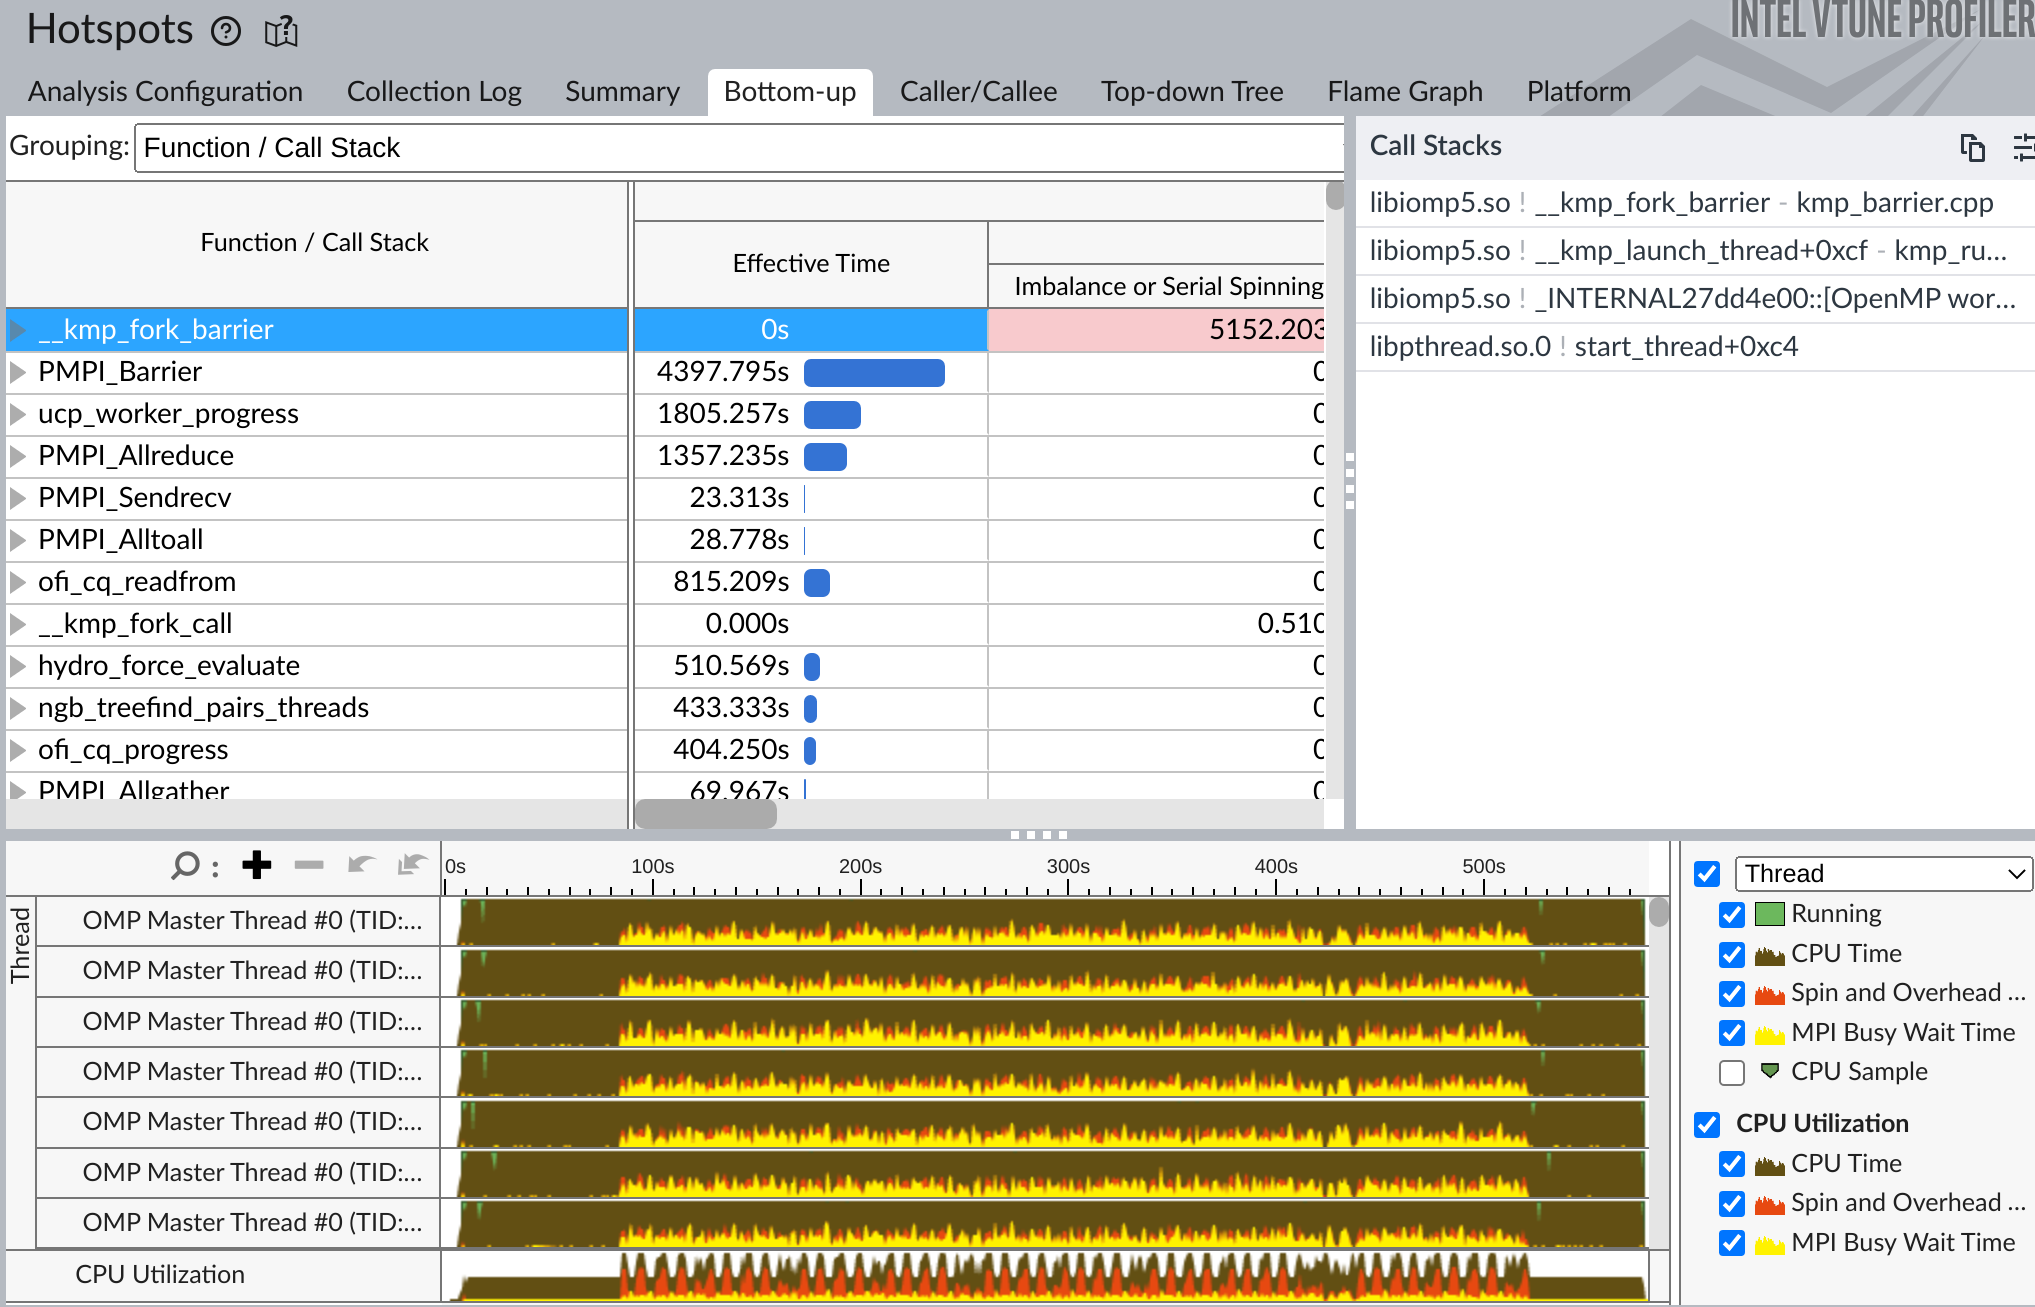 Hotspots
INTEL VTUNE PROFILER
Analysis Configuration Collection Log Summary Bottom-up Caller/Callee Top-down Tree Flame Graph Platform
Grouping: Function / Call Stack
Call Stacks
Function / Call Stack
Effective Time
Imbalance or Serial Spinning
__kmp_fork_barrier 0s 5152.203
PMPI_Barrier 4397.795s 0
ucp_worker_progress 1805.257s 0
PMPI_Allreduce 1357.235s 0
PMPI_Sendrecv 23.313s 0
PMPI_Alltoall 28.778s 0
ofi_cq_readfrom 815.209s 0
__kmp_fork_call 0.000s 0.510
hydro_force_evaluate 510.569s 0
ngb_treefind_pairs_threads 433.333s 0
ofi_cq_progress 404.250s 0
PMPI_Allgather 69.967s 0
libiomp5.so ! __kmp_fork_barrier - kmp_barrier.cpp
libiomp5.so ! __kmp_launch_thread+0xcf - kmp_ru...
libiomp5.so ! _INTERNAL27dd4e00::[OpenMP wor...
libpthread.so.0 ! start_thread+0xc4
0s 100s 200s 300s 400s 500s
Thread
OMP Master Thread #0 (TID:...
OMP Master Thread #0 (TID:...
OMP Master Thread #0 (TID:...
OMP Master Thread #0 (TID:...
OMP Master Thread #0 (TID:...
OMP Master Thread #0 (TID:...
OMP Master Thread #0 (TID:...
CPU Utilization
Thread
Running
CPU Time
Spin and Overhead ...
MPI Busy Wait Time
CPU Sample
CPU Utilization
CPU Time
Spin and Overhead ...
MPI Busy Wait Time